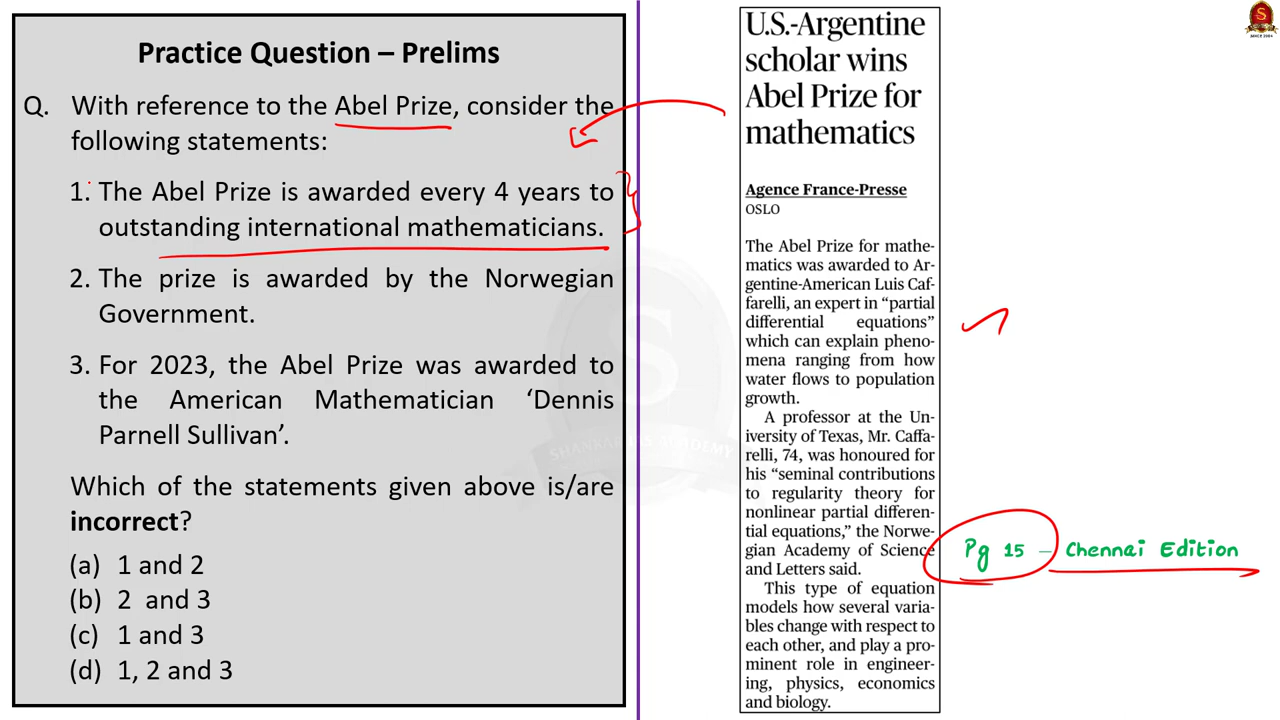 Practice Question – Prelims
Q. With reference to the Abel Prize, consider the
following statements:
1. The Abel Prize is awarded every 4 years to
outstanding international mathematicians.
2. The prize is awarded by the Norwegian
Government.
3. For 2023, the Abel Prize was awarded to
the American Mathematician ‘Dennis
Parnell Sullivan’.
Which of the statements given above is/are
incorrect?
(a) 1 and 2
(b) 2 and 3
(c) 1 and 3
(d) 1, 2 and 3
U.S.-Argentine
scholar wins
Abel Prize for
mathematics
Agence France-Presse
OSLO
The Abel Prize for mathe-
matics was awarded to Ar-
gentine-American Luis Caf-
farelli, an expert in “partial
differential equations”
which can explain pheno-
mena ranging from how
water flows to population
growth.
A professor at the Un-
iversity of Texas, Mr. Caffa-
relli, 74, was honoured for
his “seminal contributions
to regularity theory for
nonlinear partial differen-
tial equations,” the Norwe-
gian Academy of Science
and Letters said.
This type of equation
models how several varia-
bles change with respect to
each other, and play a pro-
minent role in engineer-
ing, physics, economics
and biology.
Pg 15 – Chennai Edition
S
SINCE 2004
SHANKAR IAS ACADEMY